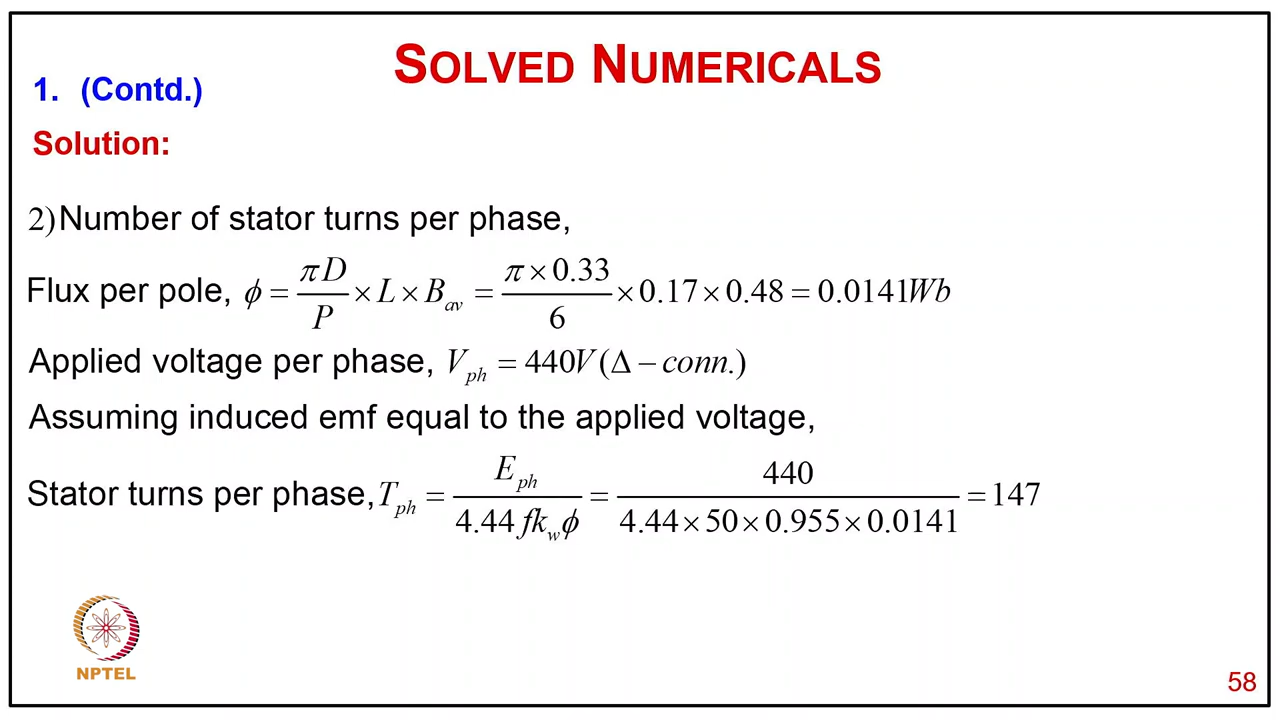 SOLVED NUMERICALS
1. (Contd.)
Solution:
2) Number of stator turns per phase,
Flux per pole, ϕ = πD/P × L × B_av = π × 0.33/6 × 0.17 × 0.48 = 0.0141Wb
Applied voltage per phase, V_ph = 440V (Δ − conn.)
Assuming induced emf equal to the applied voltage,
Stator turns per phase, T_ph = E_ph/4.44 fk_wϕ = 440/4.44 × 50 × 0.955 × 0.0141 = 147
NPTEL
58